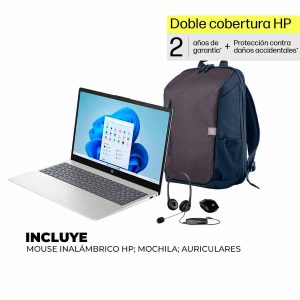 Doble cobertura HP
2 años de garantía* + Protección contra daños accidentales*
INCLUYE
MOUSE INALÁMBRICO HP; MOCHILA; AURICULARES